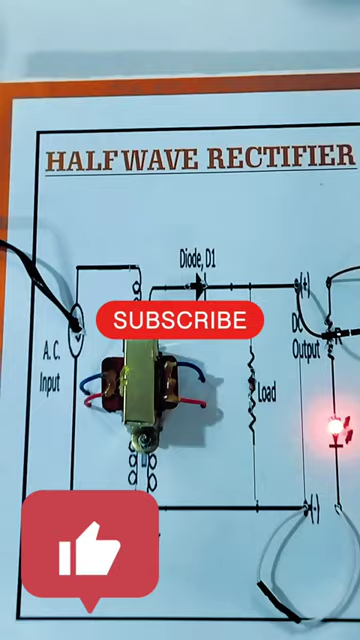 HALFWAVE RECTIFIER
Diode, D1
(+)
SUBSCRIBE
DC
Output
A.C.
Input
Load
(-)